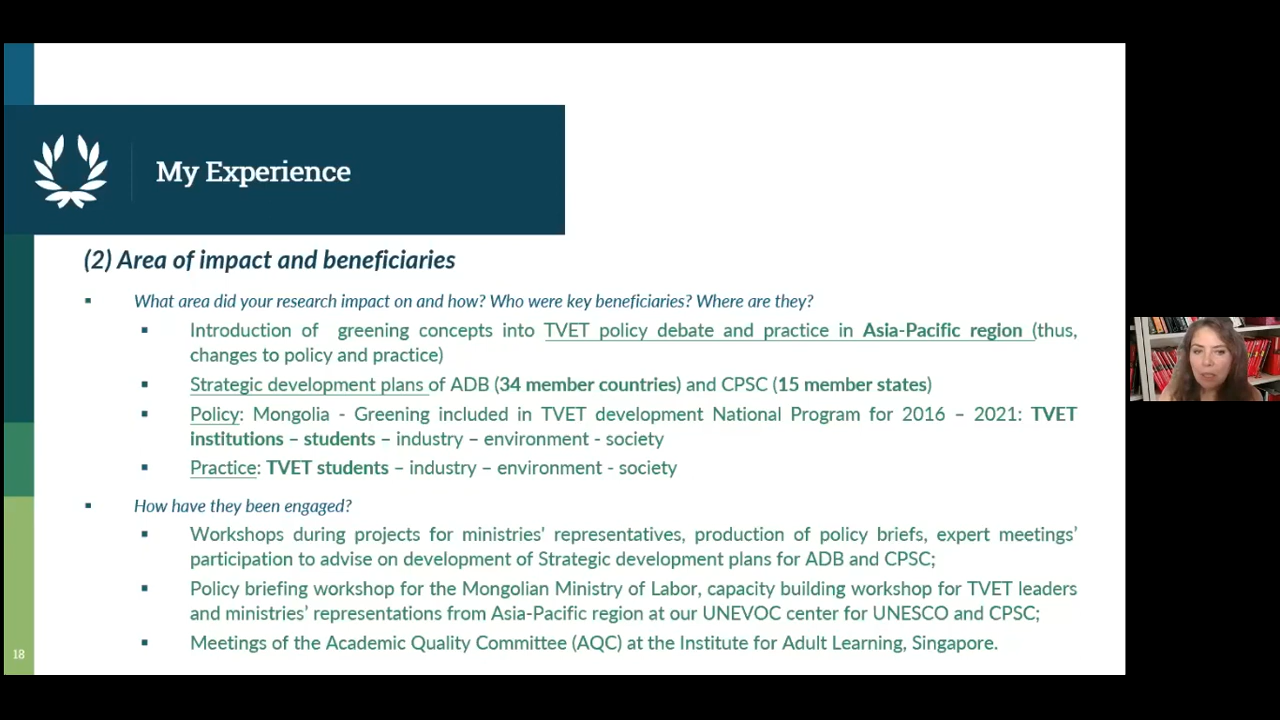 My Experience
(2) Area of impact and beneficiaries
▪ What area did your research impact on and how? Who were key beneficiaries? Where are they?
▪ Introduction of greening concepts into TVET policy debate and practice in Asia-Pacific region (thus,
changes to policy and practice)
▪ Strategic development plans of ADB (34 member countries) and CPSC (15 member states)
▪ Policy: Mongolia - Greening included in TVET development National Program for 2016 – 2021: TVET
institutions – students – industry – environment - society
▪ Practice: TVET students – industry – environment - society
▪ How have they been engaged?
▪ Workshops during projects for ministries' representatives, production of policy briefs, expert meetings’
participation to advise on development of Strategic development plans for ADB and CPSC;
▪ Policy briefing workshop for the Mongolian Ministry of Labor, capacity building workshop for TVET leaders
and ministries’ representations from Asia-Pacific region at our UNEVOC center for UNESCO and CPSC;
▪ Meetings of the Academic Quality Committee (AQC) at the Institute for Adult Learning, Singapore.
18